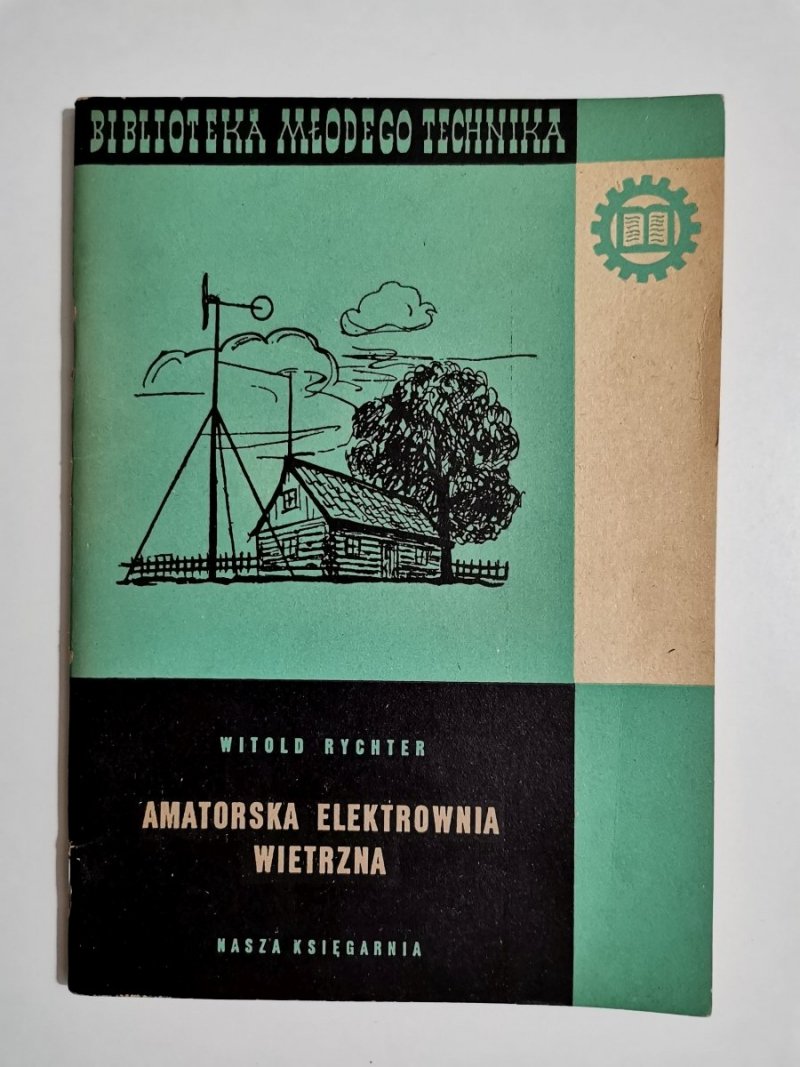 BIBLIOTEKA MŁODEGO TECHNIKA
WITOLD RYCHTER
AMATORSKA ELEKTROWNIA
WIETRZNA
NASZA KSIĘGARNIA